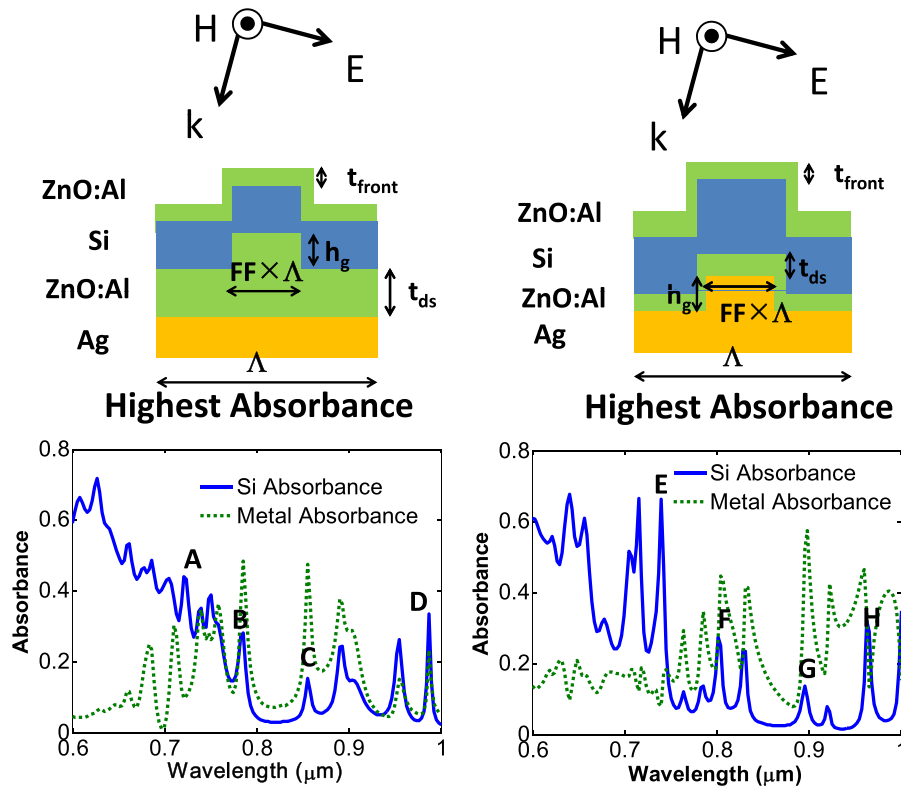 H
E
k
ZnO:Al
Si
ZnO:Al
Ag
t_front
h_g
FF×Λ
t_ds
Λ
Highest Absorbance
H
E
k
ZnO:Al
Si
ZnO:Al
Ag
t_front
t_ds
h_g
FF×Λ
Λ
Highest Absorbance
0.8
0.6
0.4
0.2
0
Absorbance
Si Absorbance
Metal Absorbance
A
B
C
D
0.6 0.7 0.8 0.9 1
Wavelength (μm)
0.8
0.6
0.4
0.2
0
Absorbance
Si Absorbance
Metal Absorbance
E
F
G
H
0.6 0.7 0.8 0.9 1
Wavelength (μm)